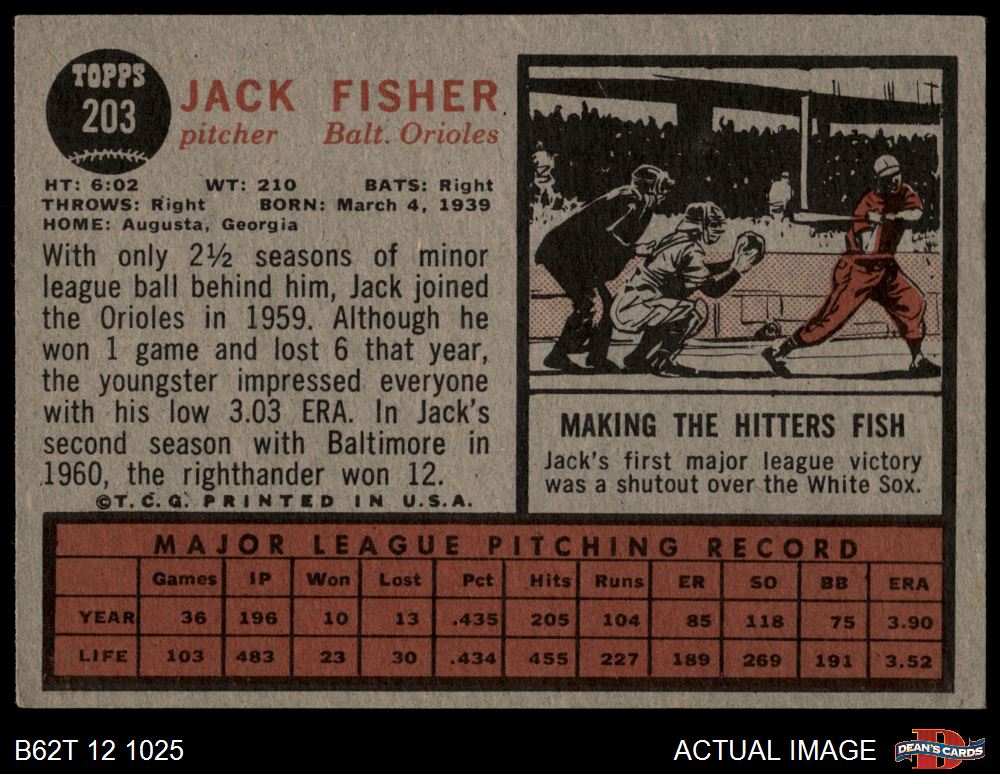 TOPPS
203
JACK FISHER
pitcher Balt. Orioles
HT: 6:02 WT: 210 BATS: Right
THROWS: Right BORN: March 4, 1939
HOME: Augusta, Georgia
With only 2½ seasons of minor
league ball behind him, Jack joined
the Orioles in 1959. Although he
won 1 game and lost 6 that year,
the youngster impressed everyone
with his low 3.03 ERA. In Jack's
second season with Baltimore in
1960, the righthander won 12.
©T.C.G. PRINTED IN U.S.A.
MAKING THE HITTERS FISH
Jack's first major league victory
was a shutout over the White Sox.
MAJOR LEAGUE PITCHING RECORD
Games IP Won Lost Pct Hits Runs ER SO BB ERA
YEAR 36 196 10 13 .435 205 104 85 118 75 3.90
LIFE 103 483 23 30 .434 455 227 189 269 191 3.52
B62T 12 1025
ACTUAL IMAGE
D
DEAN'S CARDS